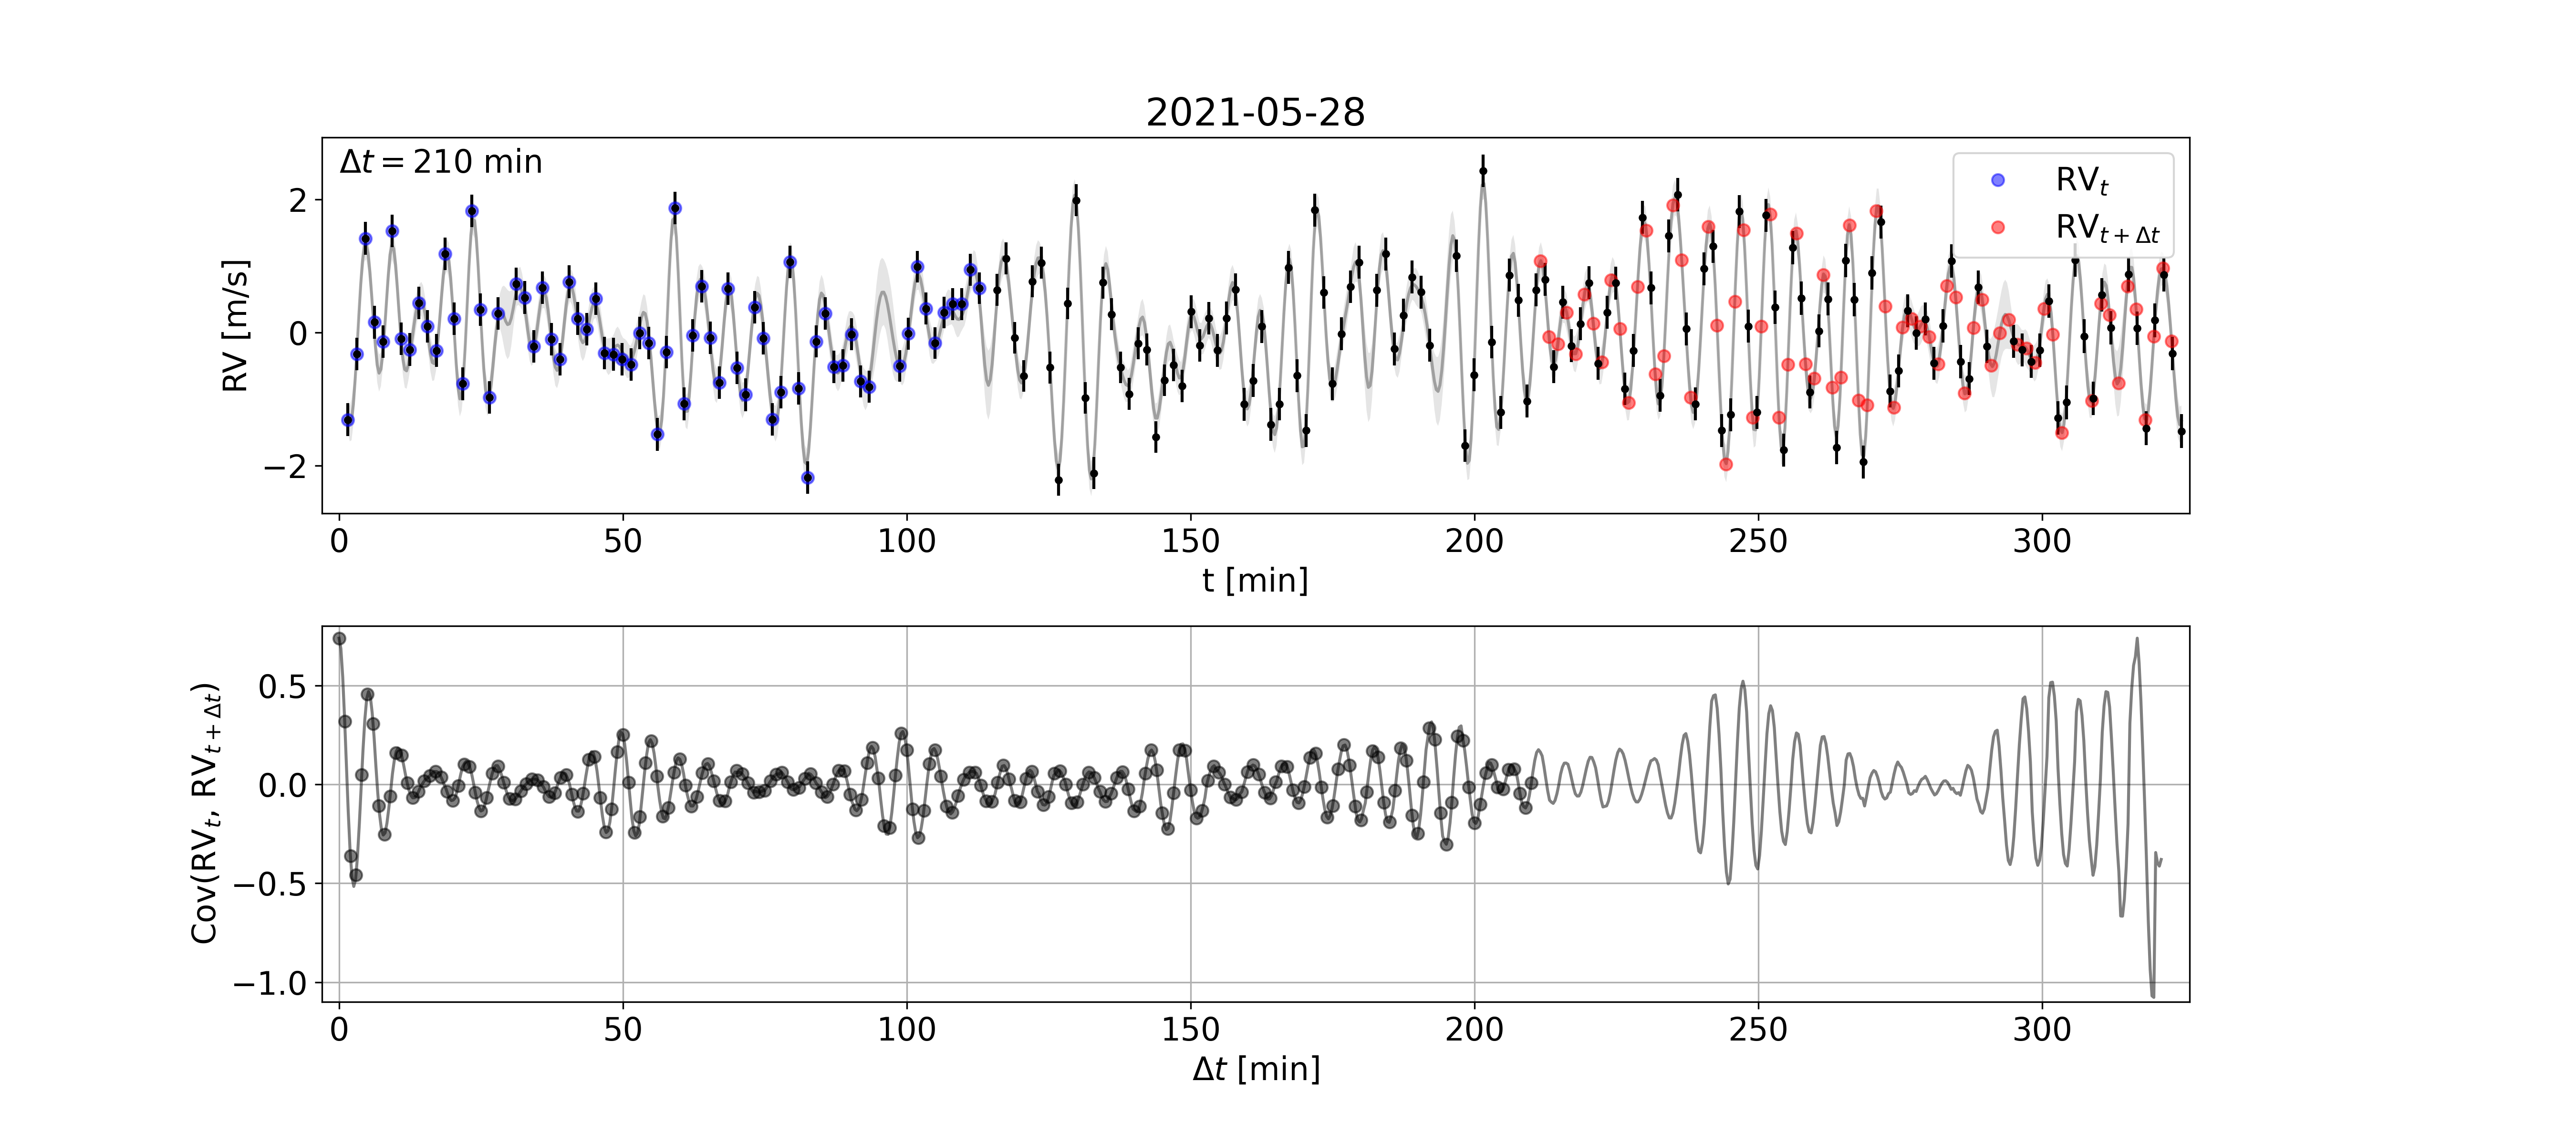 2021-05-28
Δt = 210 min
RV_t
RV_{t+Δt}
2
0
−2
RV [m/s]
0 50 100 150 200 250 300
t [min]
0.5
0.0
−0.5
−1.0
Cov(RV_t, RV_{t+Δt})
0 50 100 150 200 250 300
Δt [min]